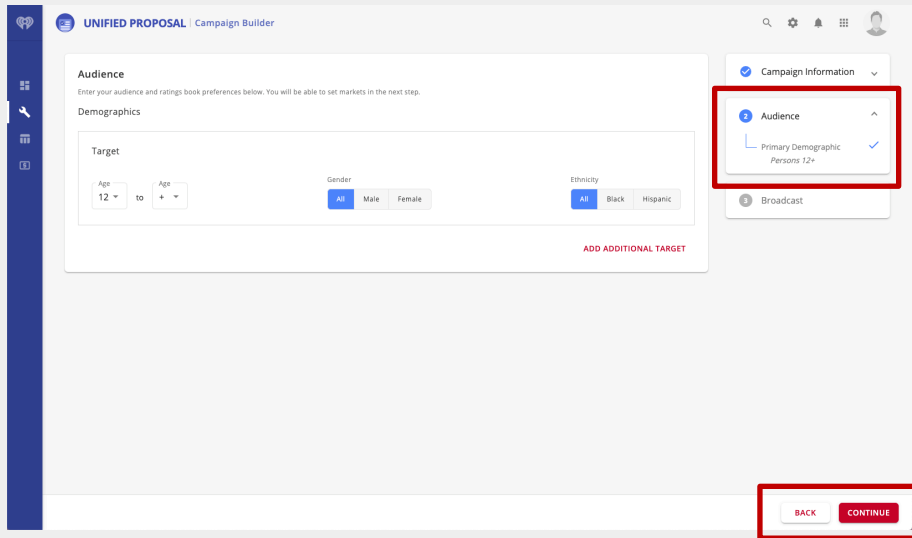 UNIFIED PROPOSAL | Campaign Builder
Audience
Enter your audience and ratings book preferences below. You will be able to set markets in the next step.
Demographics
Target
Age
12
to
Age
+
Gender
All Male Female
Ethnicity
All Black Hispanic
ADD ADDITIONAL TARGET
Campaign Information
2 Audience
Primary Demographic
Persons 12+
3 Broadcast
BACK CONTINUE